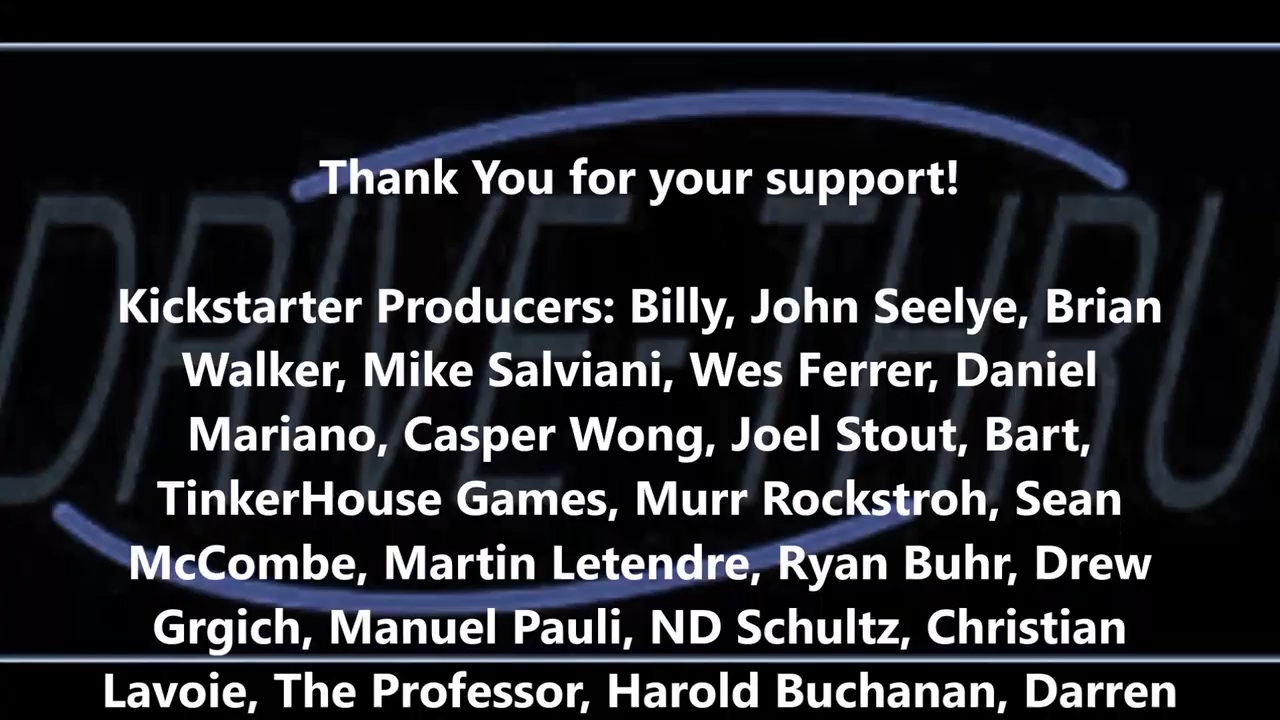 Thank You for your support!
Kickstarter Producers: Billy, John Seelye, Brian
Walker, Mike Salviani, Wes Ferrer, Daniel
Mariano, Casper Wong, Joel Stout, Bart,
TinkerHouse Games, Murr Rockstroh, Sean
McCombe, Martin Letendre, Ryan Buhr, Drew
Grgich, Manuel Pauli, ND Schultz, Christian
Lavoie, The Professor, Harold Buchanan, Darren
DRIVE-THRU